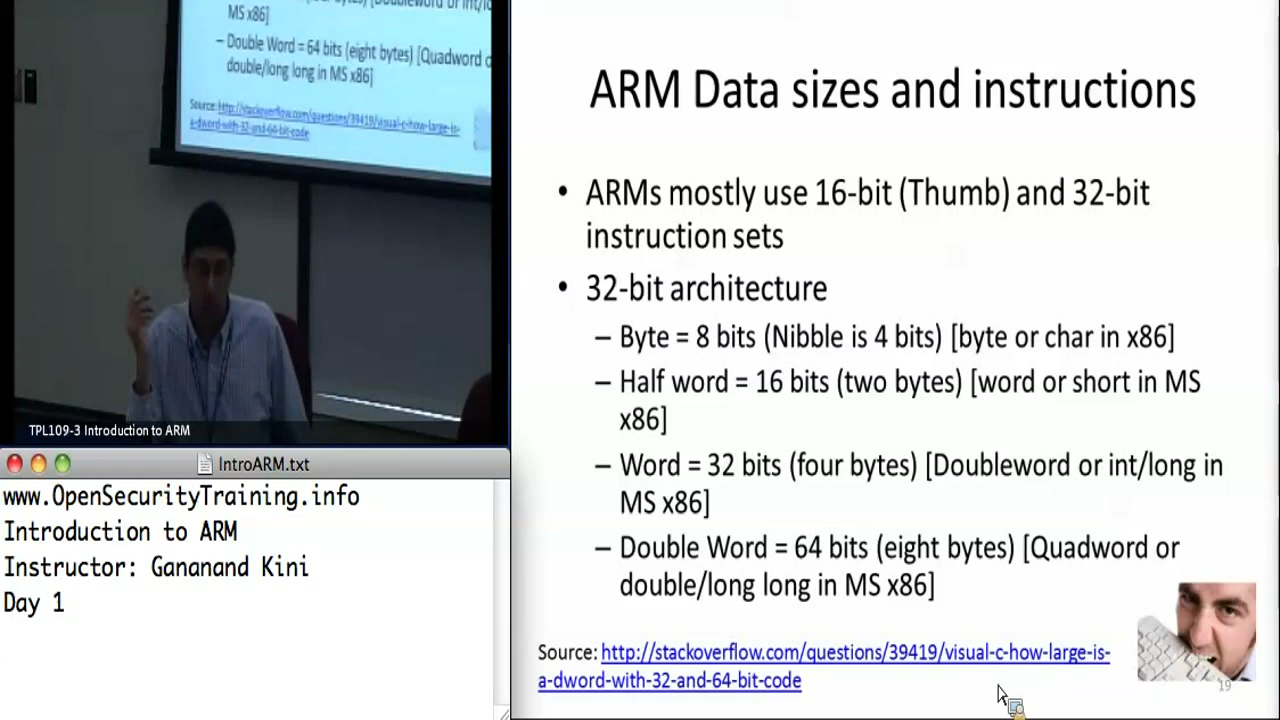 MS x86]
– Double Word = 64 bits (eight bytes) [Quadword o
double/long long in MS x86]
Source: http://stackoverflow.com/questions/39419/visual-c-how-large-is-
a-dword-with-32-and-64-bit-code
TPL109-3 Introduction to ARM
IntroARM.txt
www.OpenSecurityTraining.info
Introduction to ARM
Instructor: Gananand Kini
Day 1
ARM Data sizes and instructions
• ARMs mostly use 16-bit (Thumb) and 32-bit
instruction sets
• 32-bit architecture
– Byte = 8 bits (Nibble is 4 bits) [byte or char in x86]
– Half word = 16 bits (two bytes) [word or short in MS
x86]
– Word = 32 bits (four bytes) [Doubleword or int/long in
MS x86]
– Double Word = 64 bits (eight bytes) [Quadword or
double/long long in MS x86]
Source: http://stackoverflow.com/questions/39419/visual-c-how-large-is-
a-dword-with-32-and-64-bit-code
19